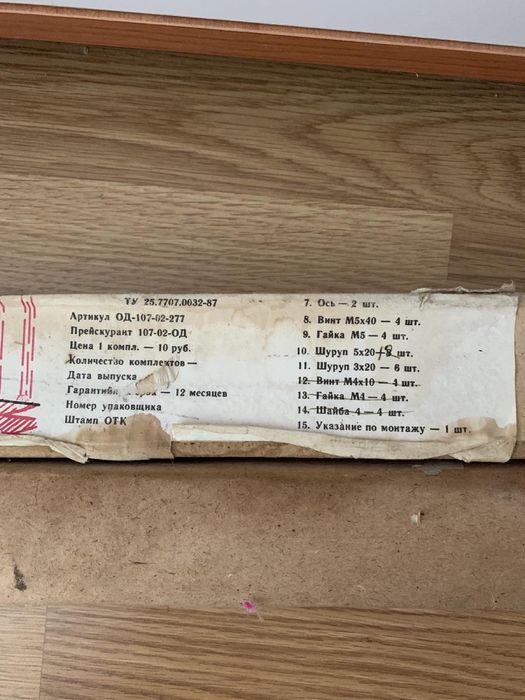 ТУ 25.7707.0032-87
Артикул ОД-107-02-277
Прейскурант 107-02-ОД
Цена 1 компл. — 10 руб.
Количество комплектов —
Дата выпуска
— 12 месяцев
Номер упаковщика
Штамп ОТК
7. Ось — 2 шт.
8. Винт М5х40 — 4 шт.
9. Гайка М5 — 4 шт.
10. Шуруп 5х20 — 8 шт.
11. Шуруп 3х20 — 6 шт.
12. Винт М4х10 — 4 шт.
13. Гайка М4 — 4 шт.
14. Шайба 4 — 4 шт.
15. Указание по монтажу — 1 шт.